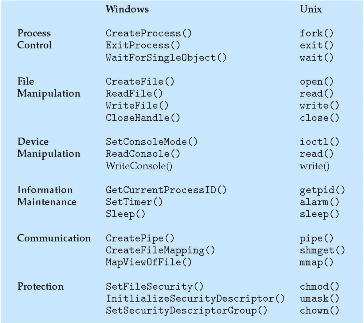 Windows Unix
Process CreateProcess() fork()
Control ExitProcess() exit()
WaitForSingleObject() wait()
File CreateFile() open()
Manipulation ReadFile() read()
WriteFile() write()
CloseHandle() close()
Device SetConsoleMode() ioctl()
Manipulation ReadConsole() read()
WriteConsole() write()
Information GetCurrentProcessID() getpid()
Maintenance SetTimer() alarm()
Sleep() sleep()
Communication CreatePipe() pipe()
CreateFileMapping() shmget()
MapViewOfFile() mmap()
Protection SetFileSecurity() chmod()
InitlializeSecurityDescriptor() umask()
SetSecurityDescriptorGroup() chown()